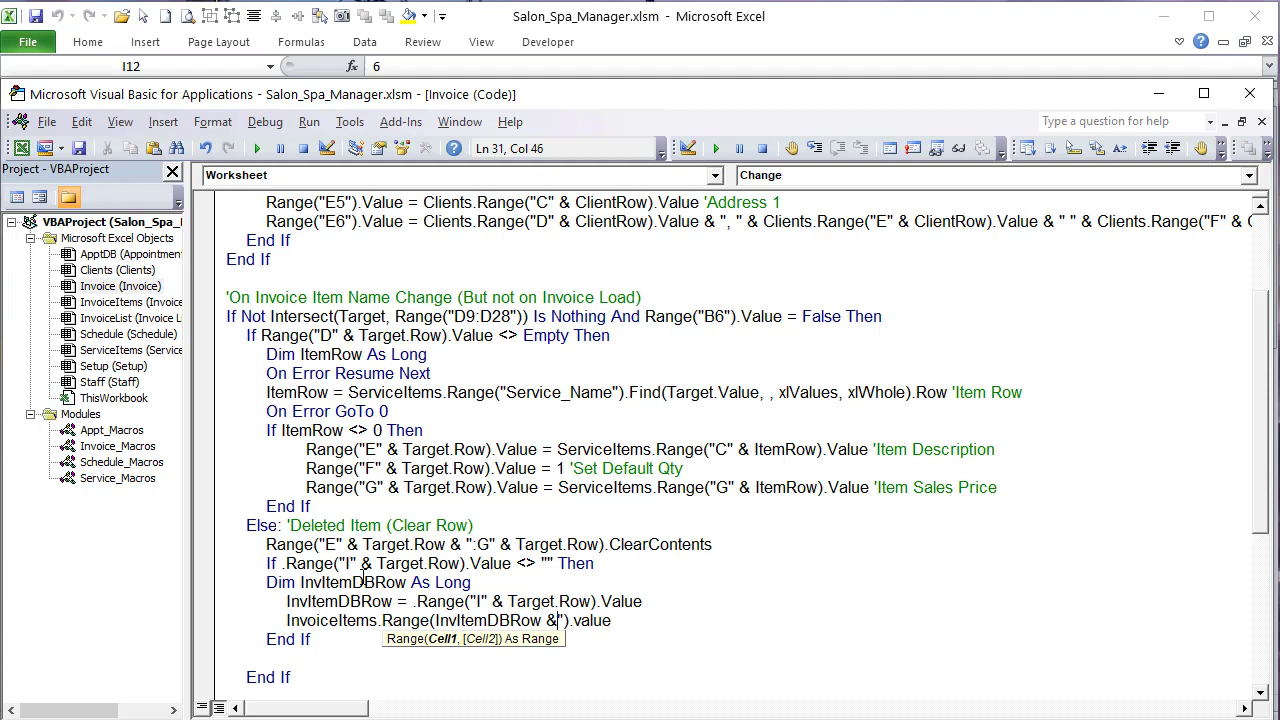 Salon_Spa_Manager.xlsm - Microsoft Excel
File Home Insert Page Layout Formulas Data Review View Developer
I12 fx 6
Microsoft Visual Basic for Applications - Salon_Spa_Manager.xlsm - [Invoice (Code)]
File Edit View Insert Format Debug Run Tools Add-Ins Window Help Type a question for help
Ln 31, Col 46
Project - VBAProject
Worksheet Change
VBAProject (Salon_Spa_
Microsoft Excel Objects
ApptDB (Appointmen
Clients (Clients)
Invoice (Invoice)
InvoiceItems (Invoice
InvoiceList (Invoice L
Schedule (Schedule)
ServiceItems (Service
Setup (Setup)
Staff (Staff)
ThisWorkbook
Modules
Appt_Macros
Invoice_Macros
Schedule_Macros
Service_Macros
Range("E5").Value = Clients.Range("C" & ClientRow).Value 'Address 1
Range("E6").Value = Clients.Range("D" & ClientRow).Value & ", " & Clients.Range("E" & ClientRow).Value & " " & Clients.Range("F" & C
End If
End If
'On Invoice Item Name Change (But not on Invoice Load)
If Not Intersect(Target, Range("D9:D28")) Is Nothing And Range("B6").Value = False Then
If Range("D" & Target.Row).Value <> Empty Then
Dim ItemRow As Long
On Error Resume Next
ItemRow = ServiceItems.Range("Service_Name").Find(Target.Value, , xlValues, xlWhole).Row 'Item Row
On Error GoTo 0
If ItemRow <> 0 Then
Range("E" & Target.Row).Value = ServiceItems.Range("C" & ItemRow).Value 'Item Description
Range("F" & Target.Row).Value = 1 'Set Default Qty
Range("G" & Target.Row).Value = ServiceItems.Range("G" & ItemRow).Value 'Item Sales Price
End If
Else: 'Deleted Item (Clear Row)
Range("E" & Target.Row & ":G" & Target.Row).ClearContents
If .Range("I" & Target.Row).Value <> "" Then
Dim InvItemDBRow As Long
InvItemDBRow = .Range("I" & Target.Row).Value
InvoiceItems.Range(InvItemDBRow &").value
End If
Range(Cell1, [Cell2]) As Range
End If